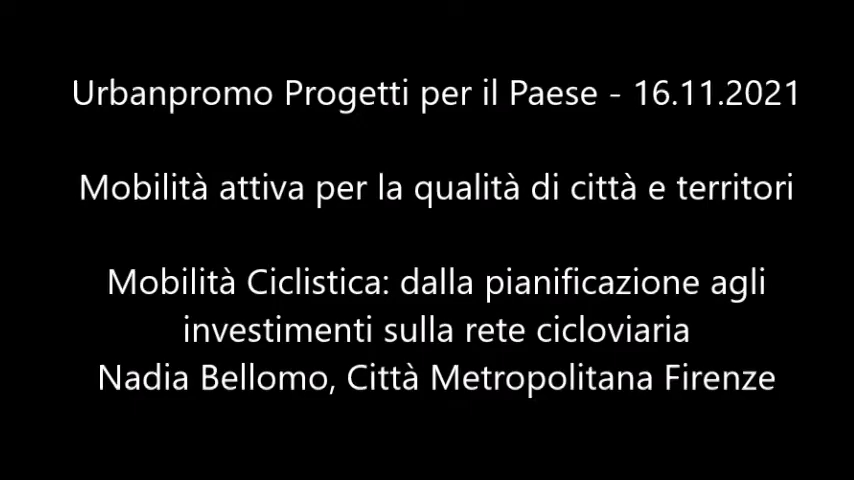 Urbanpromo Progetti per il Paese - 16.11.2021
Mobilità attiva per la qualità di città e territori
Mobilità Ciclistica: dalla pianificazione agli
investimenti sulla rete cicloviaria
Nadia Bellomo, Città Metropolitana Firenze